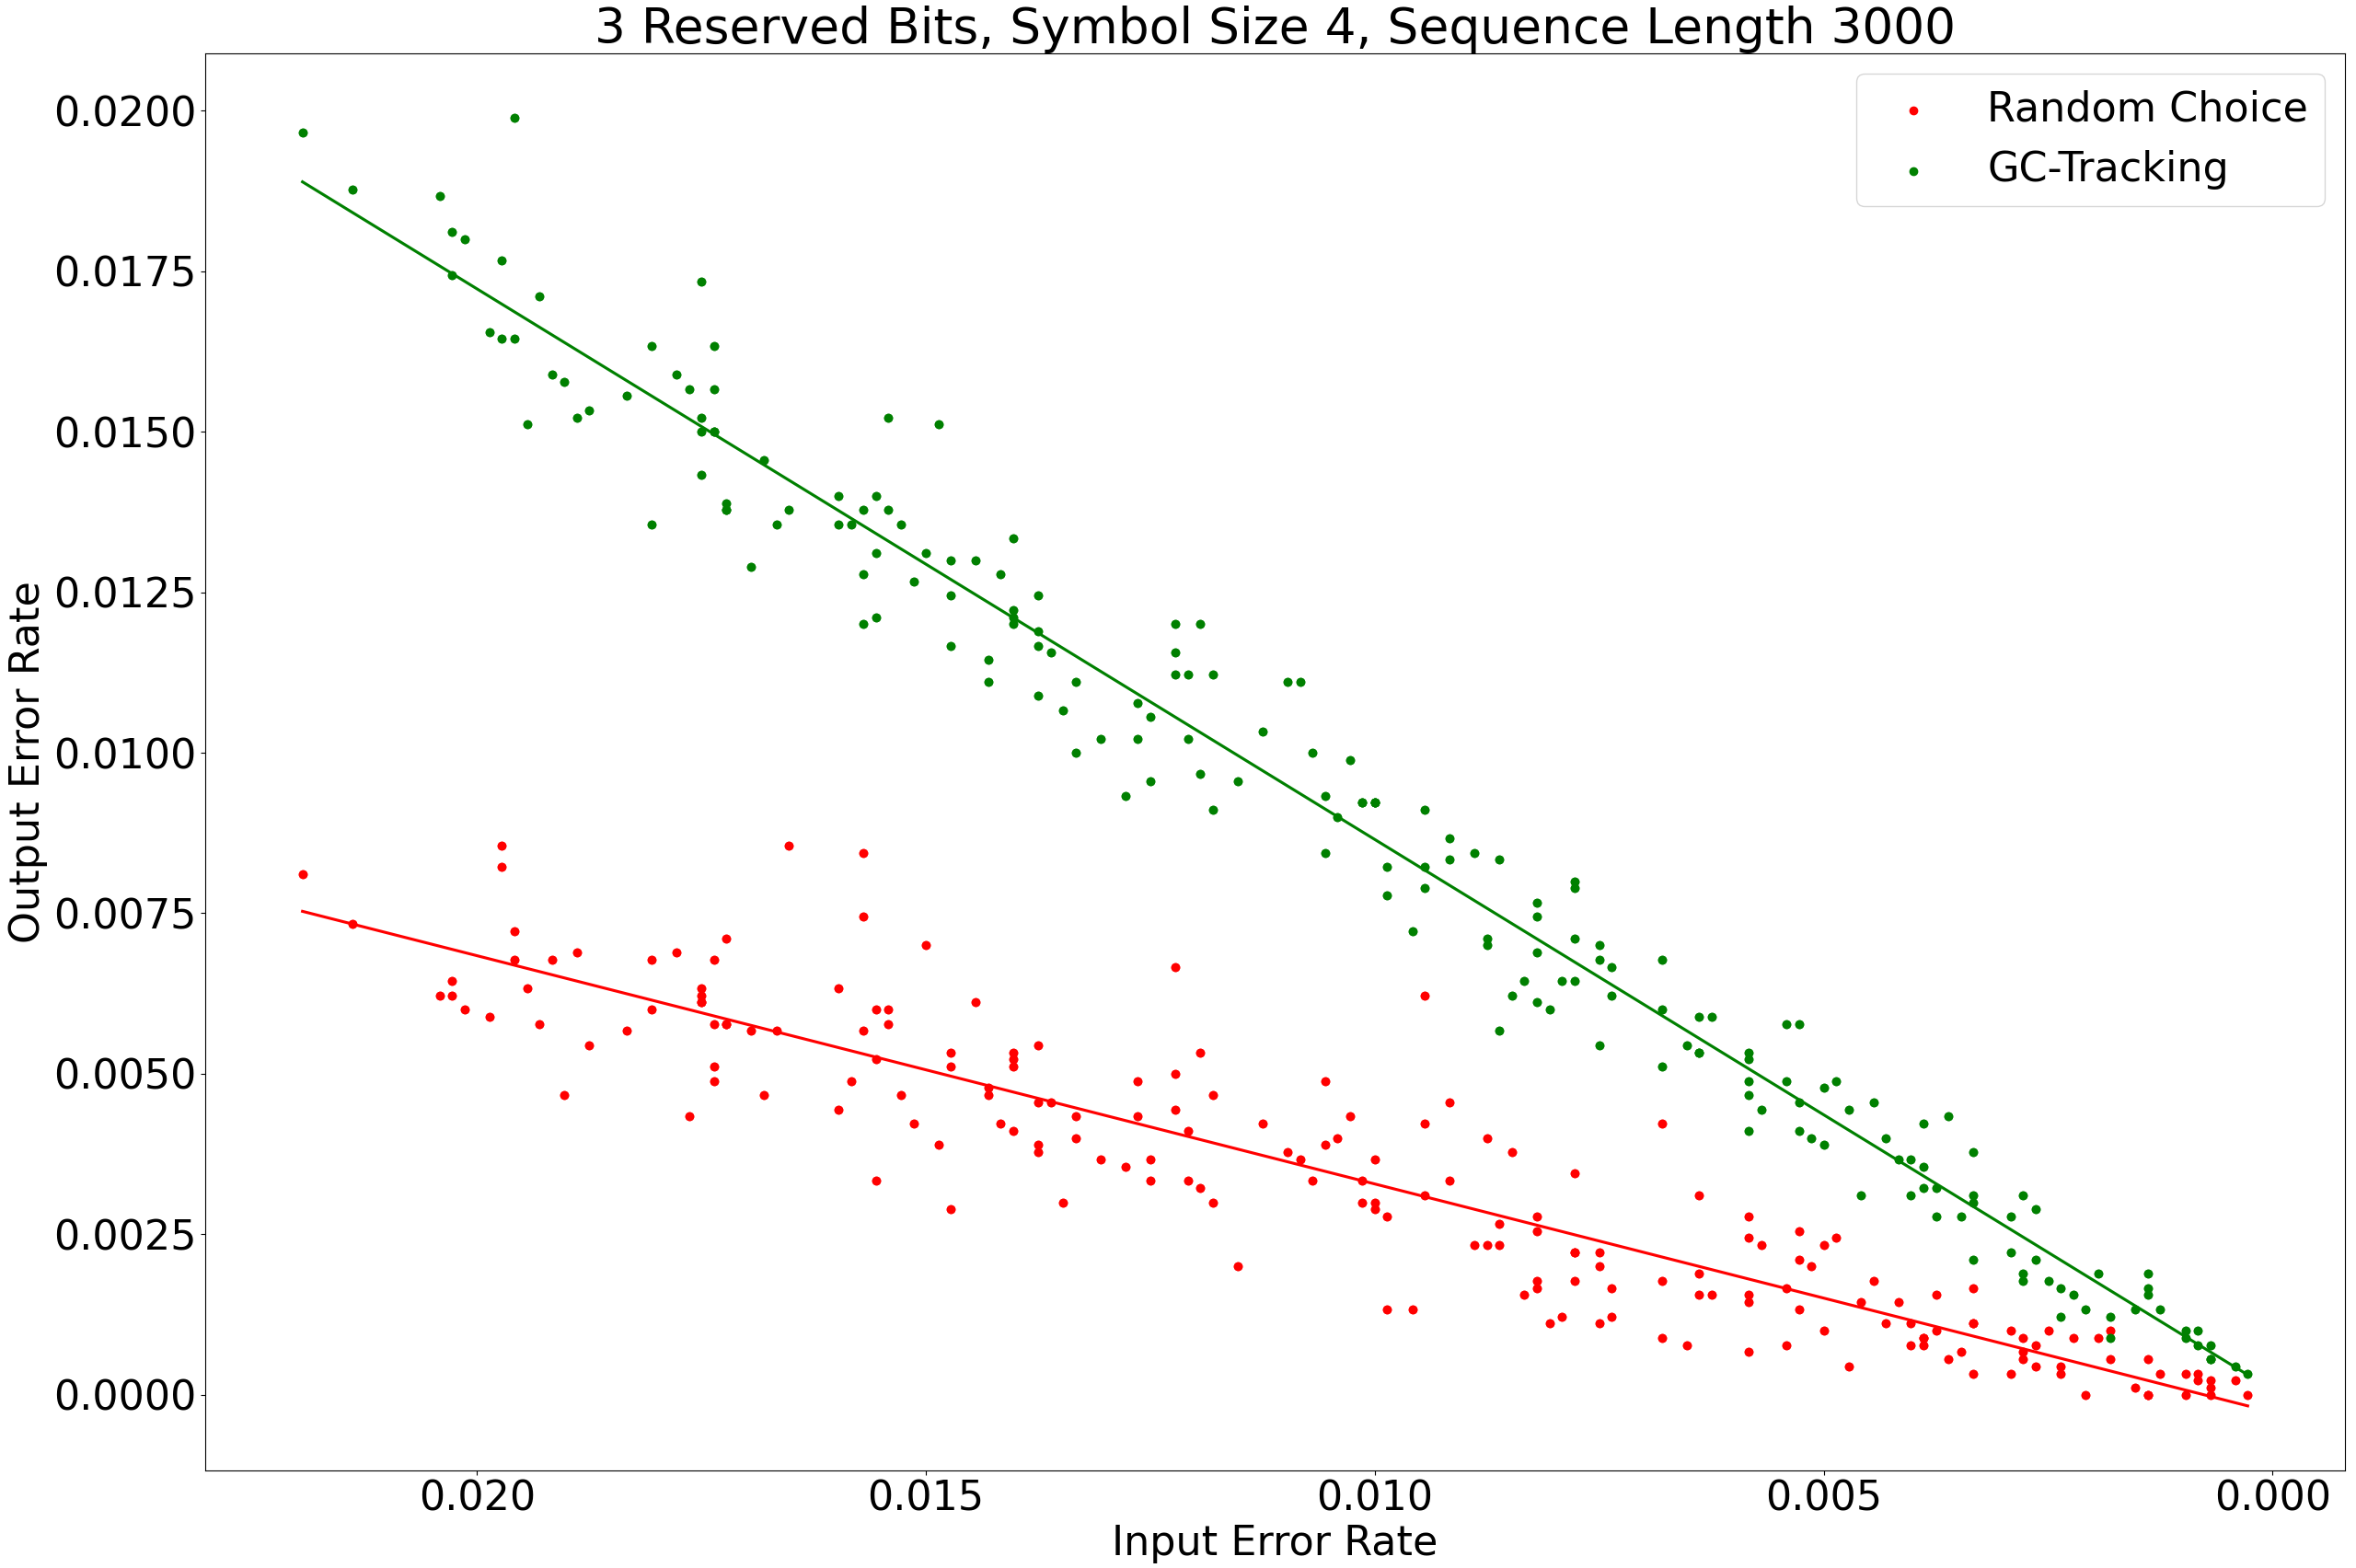 3 Reserved Bits, Symbol Size 4, Sequence Length 3000
Random Choice
GC-Tracking
0.0200
0.0175
0.0150
0.0125
0.0100
0.0075
0.0050
0.0025
0.0000
Output Error Rate
0.020
0.015
0.010
0.005
0.000
Input Error Rate